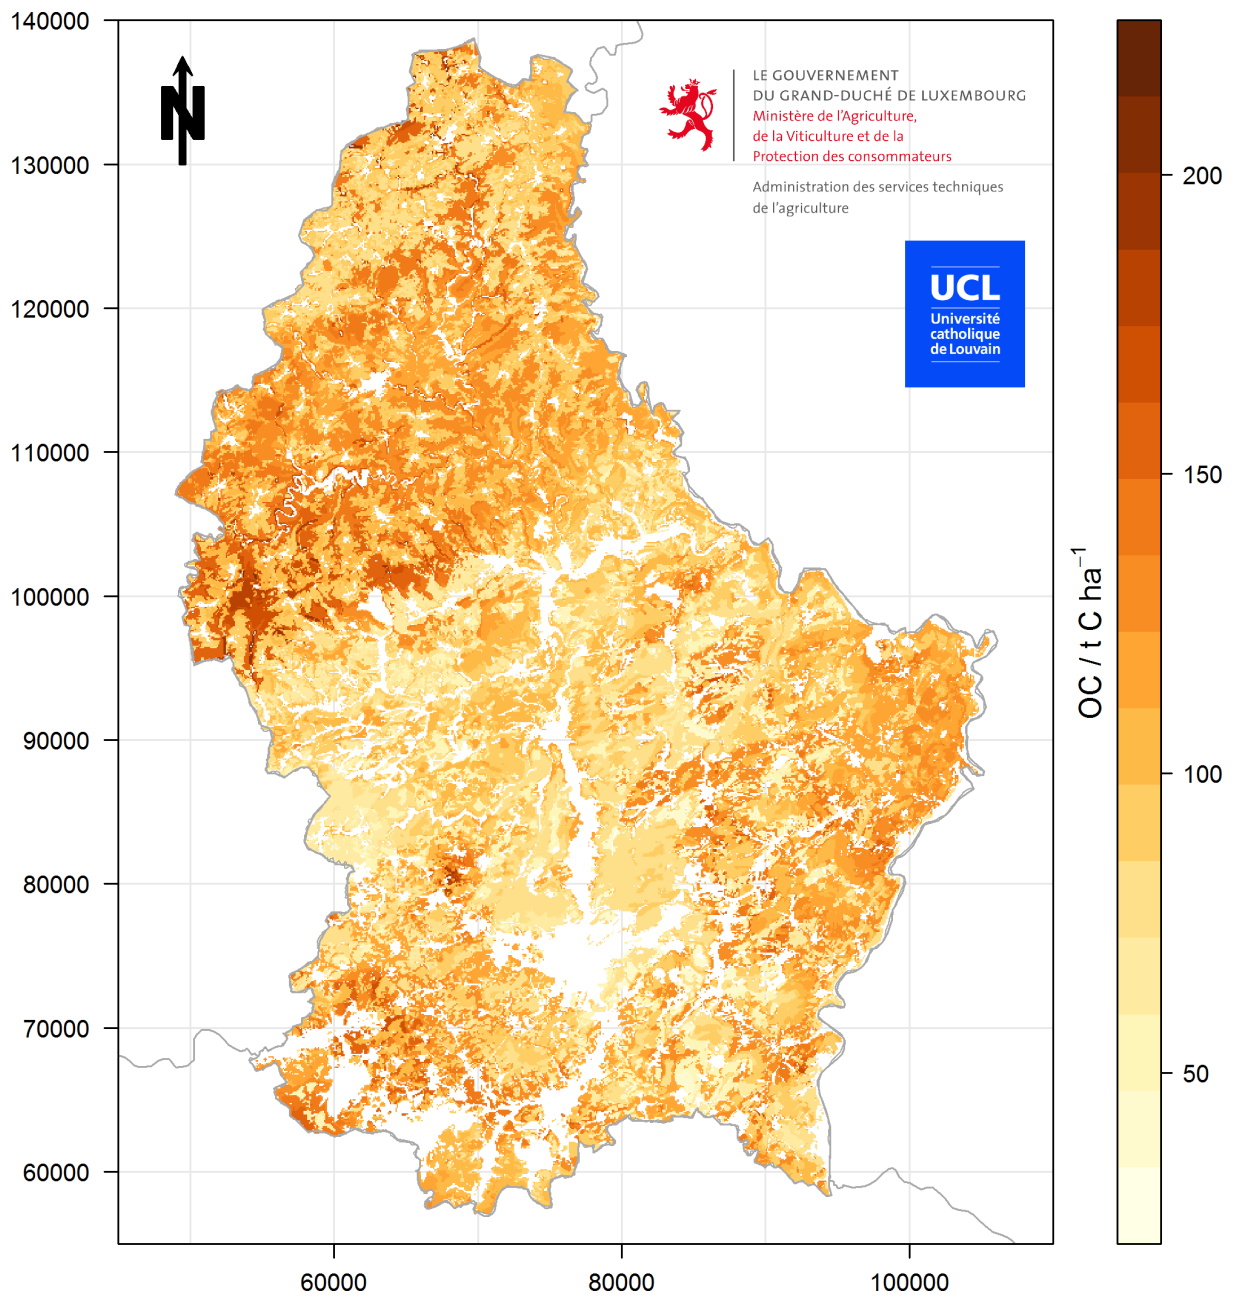 140000
130000
120000
110000
100000
90000
80000
70000
60000
60000
80000
100000
N
LE GOUVERNEMENT
DU GRAND-DUCHÉ DE LUXEMBOURG
Ministère de l'Agriculture,
de la Viticulture et de la
Protection des consommateurs
Administration des services techniques
de l'agriculture
UCL
Université
catholique
de Louvain
200
150
100
50
OC / t C ha⁻¹